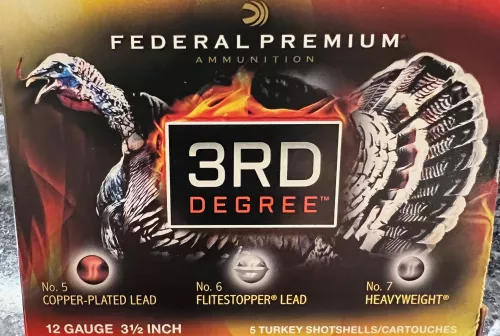 FEDERAL PREMIUM®
AMMUNITION
3RD
DEGREE™
No. 5
COPPER-PLATED LEAD
No. 6
FLITESTOPPER® LEAD
No. 7
HEAVYWEIGHT®
12 GAUGE 3½ INCH
5 TURKEY SHOTSHELLS/CARTOUCHES